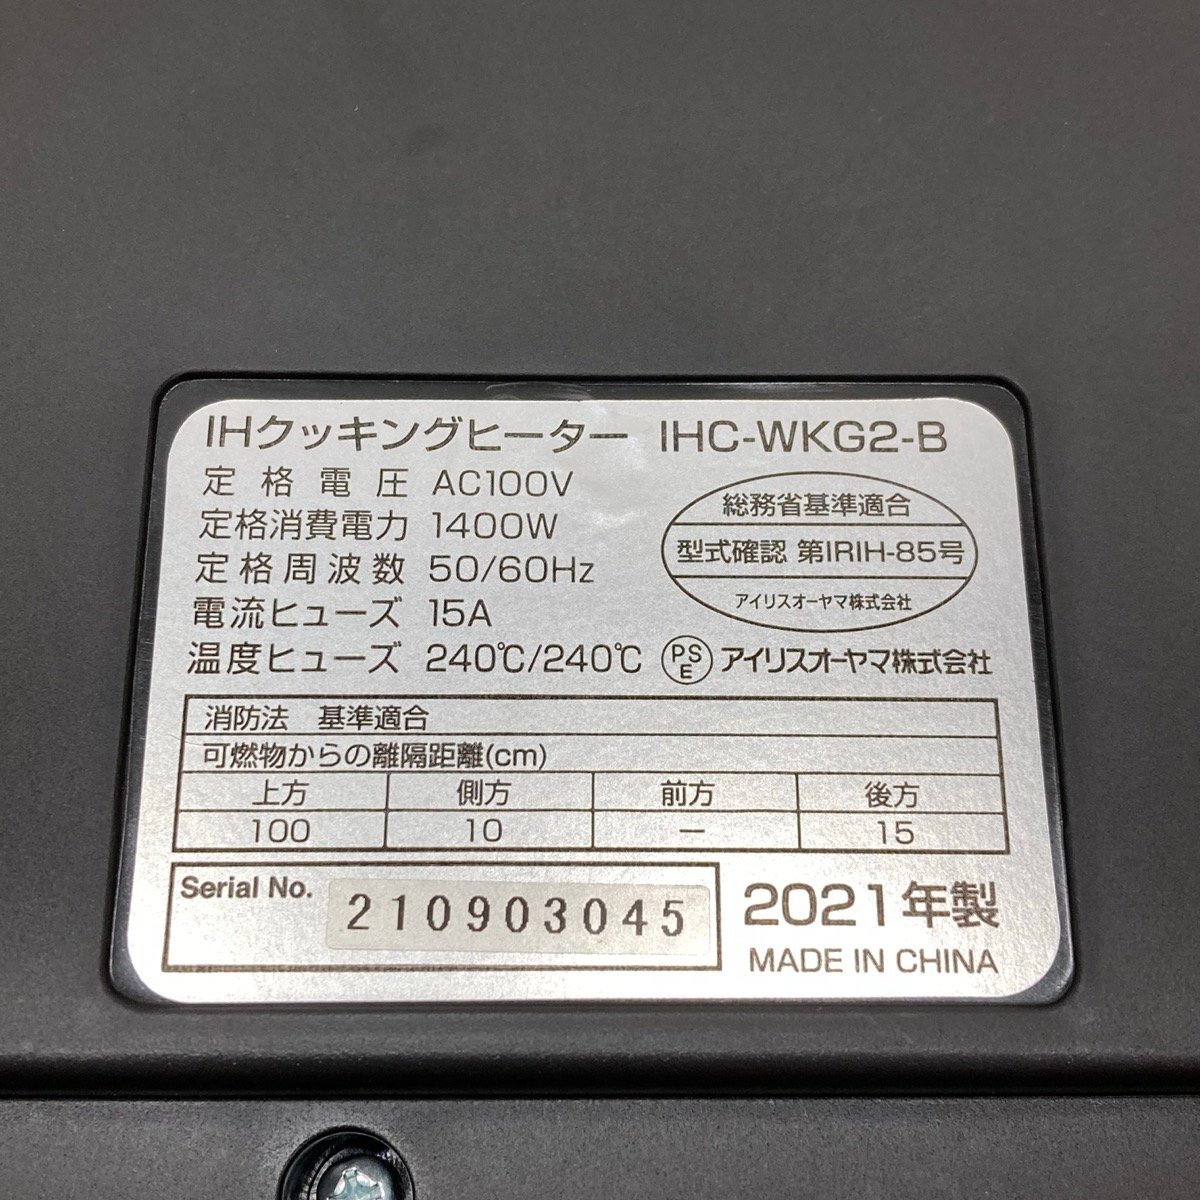 IHクッキングヒーター IHC-WKG2-B
定格電圧 AC100V
定格消費電力 1400W
定格周波数 50/60Hz
電流ヒューズ 15A
温度ヒューズ 240℃/240℃
総務省基準適合
型式確認 第IRIH-85号
アイリスオーヤマ株式会社
PSE アイリスオーヤマ株式会社
消防法 基準適合
可燃物からの離隔距離(cm)
上方 側方 前方 後方
100 10 － 15
Serial No. 210903045
2021年製
MADE IN CHINA